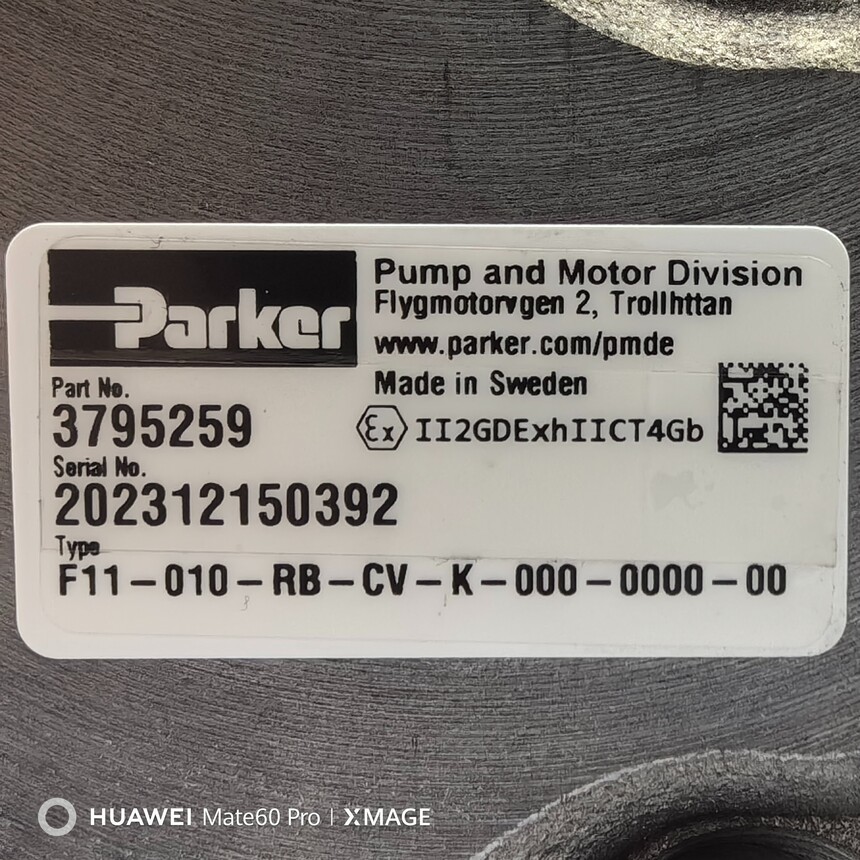 Parker
Pump and Motor Division
Flygmotorvgen 2, Trollhttan
www.parker.com/pmde
Made in Sweden
Part No.
3795259
Ex II2GDExhIICT4Gb
Serial No.
202312150392
Type
F11-010-RB-CV-K-000-0000-00
HUAWEI Mate60 Pro | XMAGE